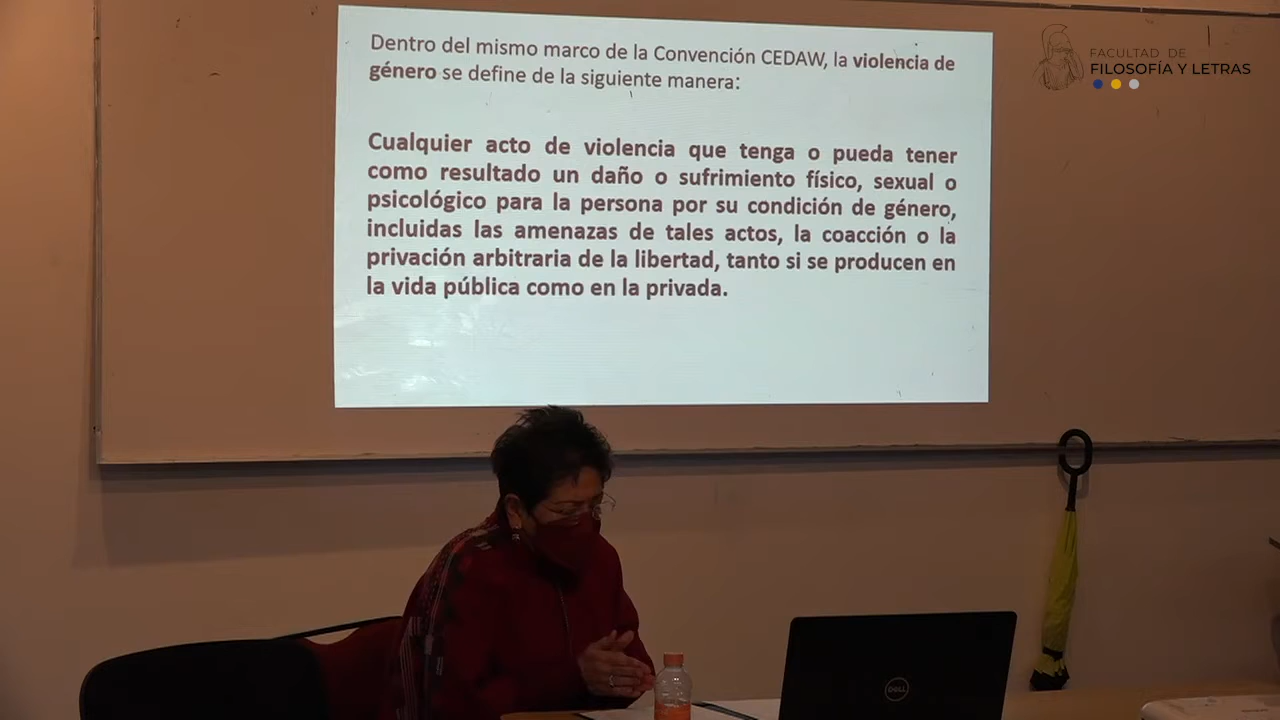 Dentro del mismo marco de la Convención CEDAW, la violencia de
género se define de la siguiente manera:
Cualquier acto de violencia que tenga o pueda tener
como resultado un daño o sufrimiento físico, sexual o
psicológico para la persona por su condición de género,
incluidas las amenazas de tales actos, la coacción o la
privación arbitraria de la libertad, tanto si se producen en
la vida pública como en la privada.
FACULTAD DE
FILOSOFÍA Y LETRAS
DELL